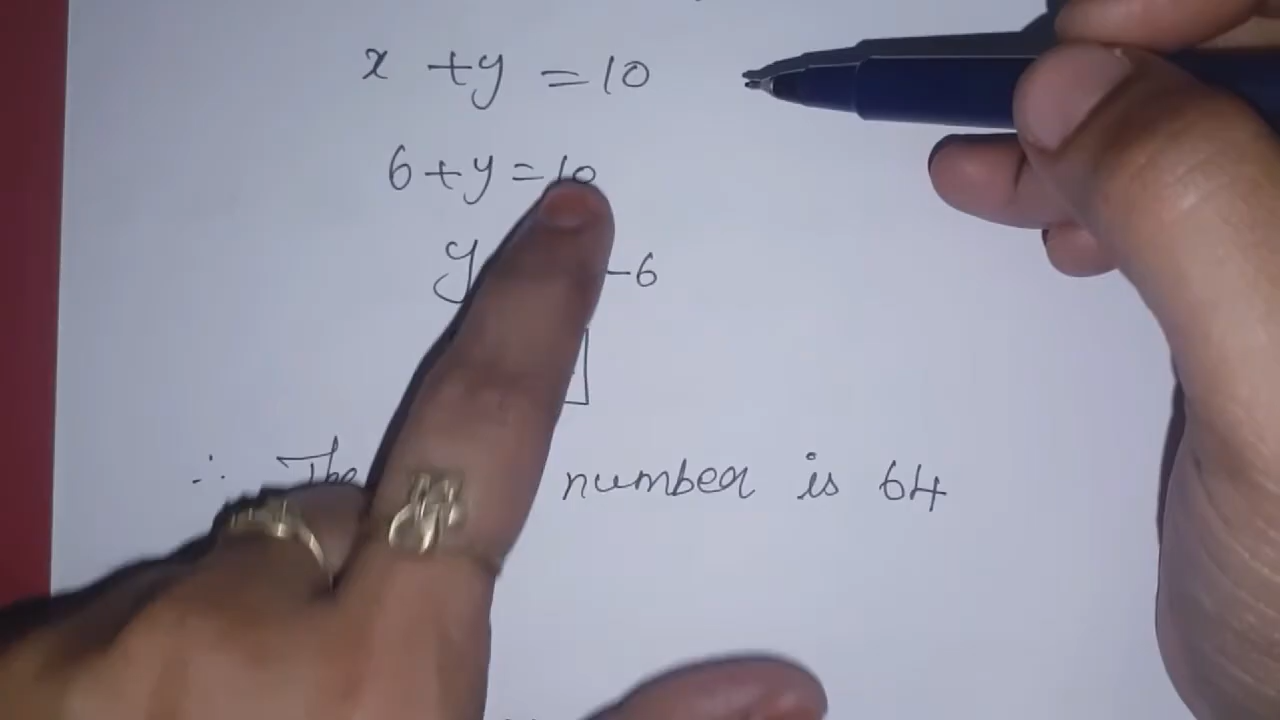 x + y = 10
6 + y = 10
y - 6
∴ The number is 64